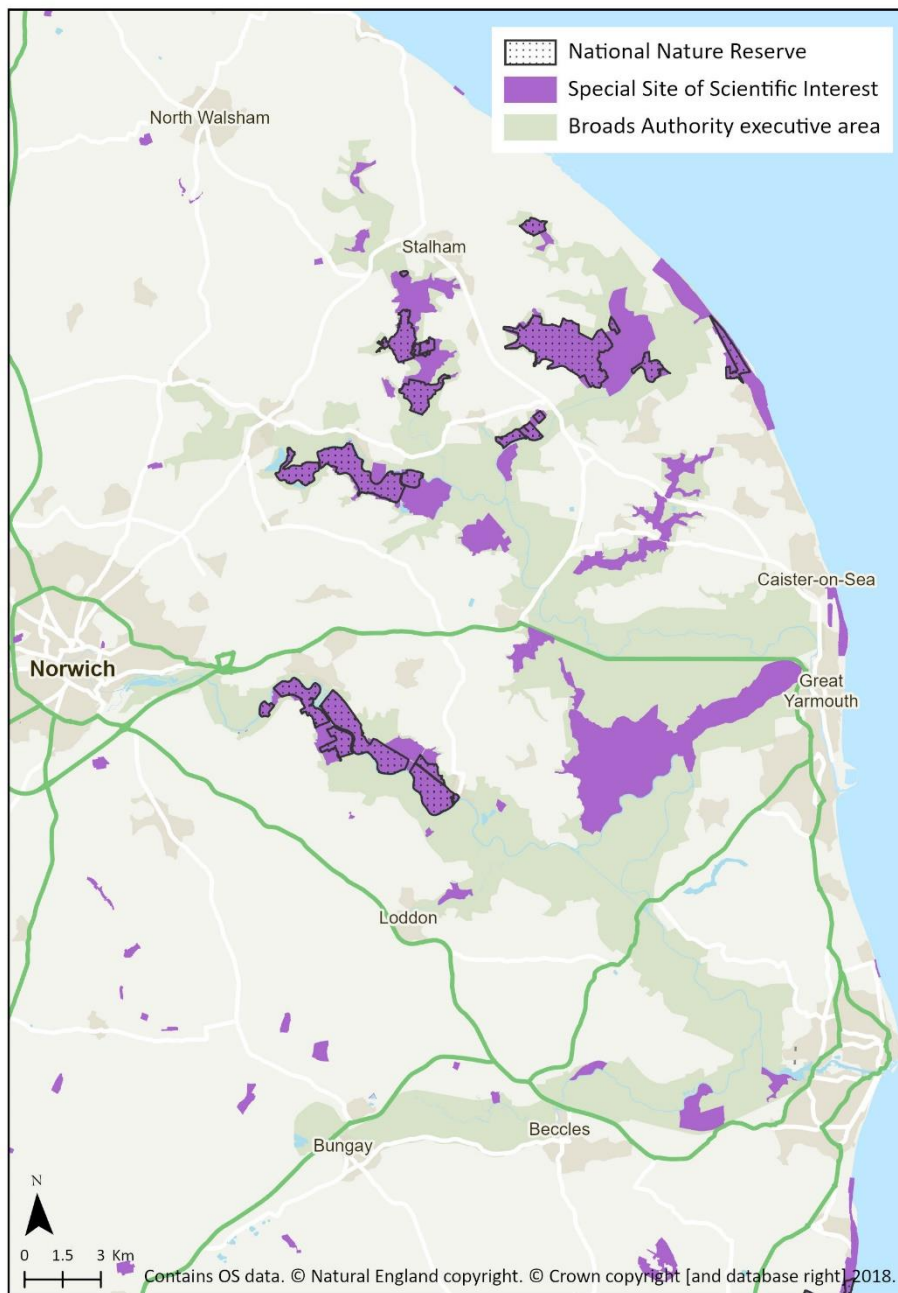 National Nature Reserve
Special Site of Scientific Interest
Broads Authority executive area
North Walsham
Stalham
Caister-on-Sea
Norwich
Great
Yarmouth
Loddon
Beccles
Bungay
N
0 1.5 3 Km
Contains OS data. © Natural England copyright. © Crown copyright [and database right] 2018.